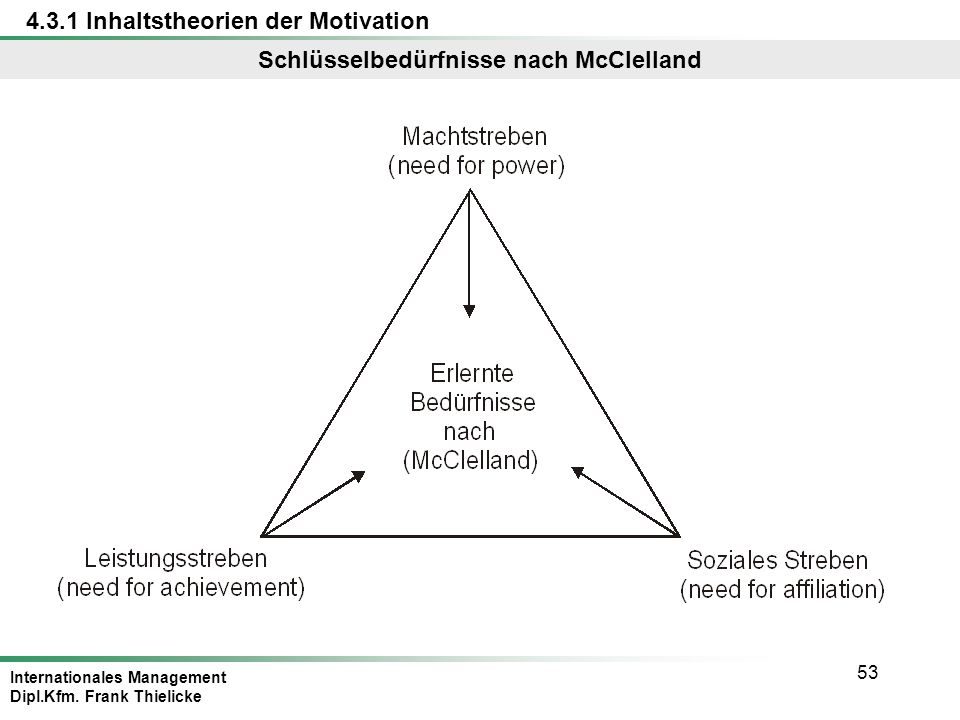 4.3.1 Inhaltstheorien der Motivation
Schlüsselbedürfnisse nach McClelland
Machtstreben
(need for power)
Erlernte
Bedürfnisse
nach
(McClelland)
Leistungsstreben
(need for achievement)
Soziales Streben
(need for affiliation)
Internationales Management
Dipl.Kfm. Frank Thielicke
53